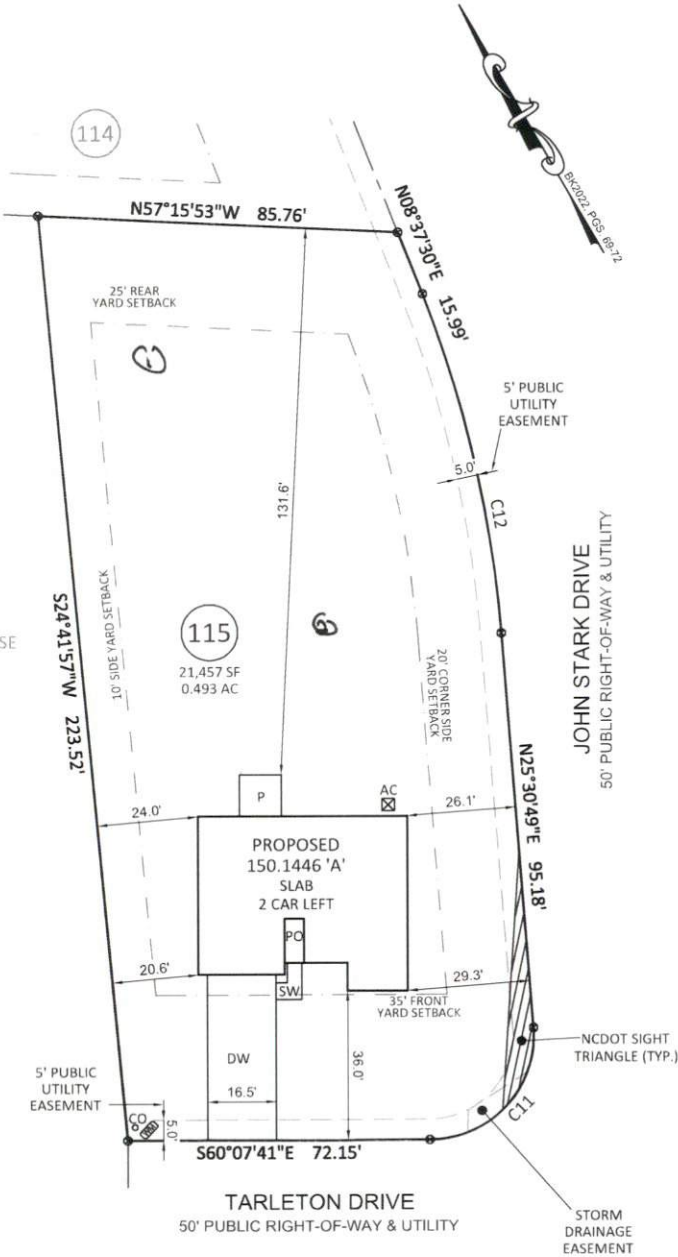 114
BK2022, PGS. 69-72
N57°15'53"W 85.76'
N08°37'30"E 15.99'
25' REAR
YARD SETBACK
5' PUBLIC
UTILITY
EASEMENT
5.0'
C12
131.6'
JOHN STARK DRIVE
50' PUBLIC RIGHT-OF-WAY & UTILITY
S24°41'57"W 223.52'
10' SIDE YARD SETBACK
SE
115
21,457 SF
0.493 AC
20' CORNER SIDE
YARD SETBACK
N25°30'49"E 95.18'
P
AC
24.0'
26.1'
PROPOSED
150.1446 'A'
SLAB
2 CAR LEFT
PO
20.6'
SW
29.3'
35' FRONT
YARD SETBACK
NCDOT SIGHT
TRIANGLE (TYP.)
DW
36.0'
5' PUBLIC
UTILITY
EASEMENT
16.5'
CO
5.0'
C11
S60°07'41"E 72.15'
TARLETON DRIVE
50' PUBLIC RIGHT-OF-WAY & UTILITY
STORM
DRAINAGE
EASEMENT